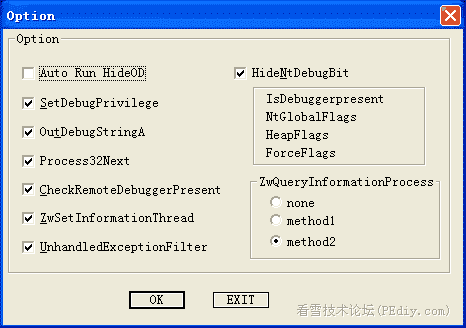 Option
Option
Auto Run HideOD
SetDebugPrivilege
OutDebugStringA
Process32Next
CheckRemoteDebuggerPresent
ZwSetInformationThread
UnhandledExceptionFilter
HideNtDebugBit
IsDebuggerpresent
NtGlobalFlags
HeapFlags
ForceFlags
ZwQueryInformationProcess
none
method1
method2
OK
EXIT
看雪技术论坛(PEdiy.com)